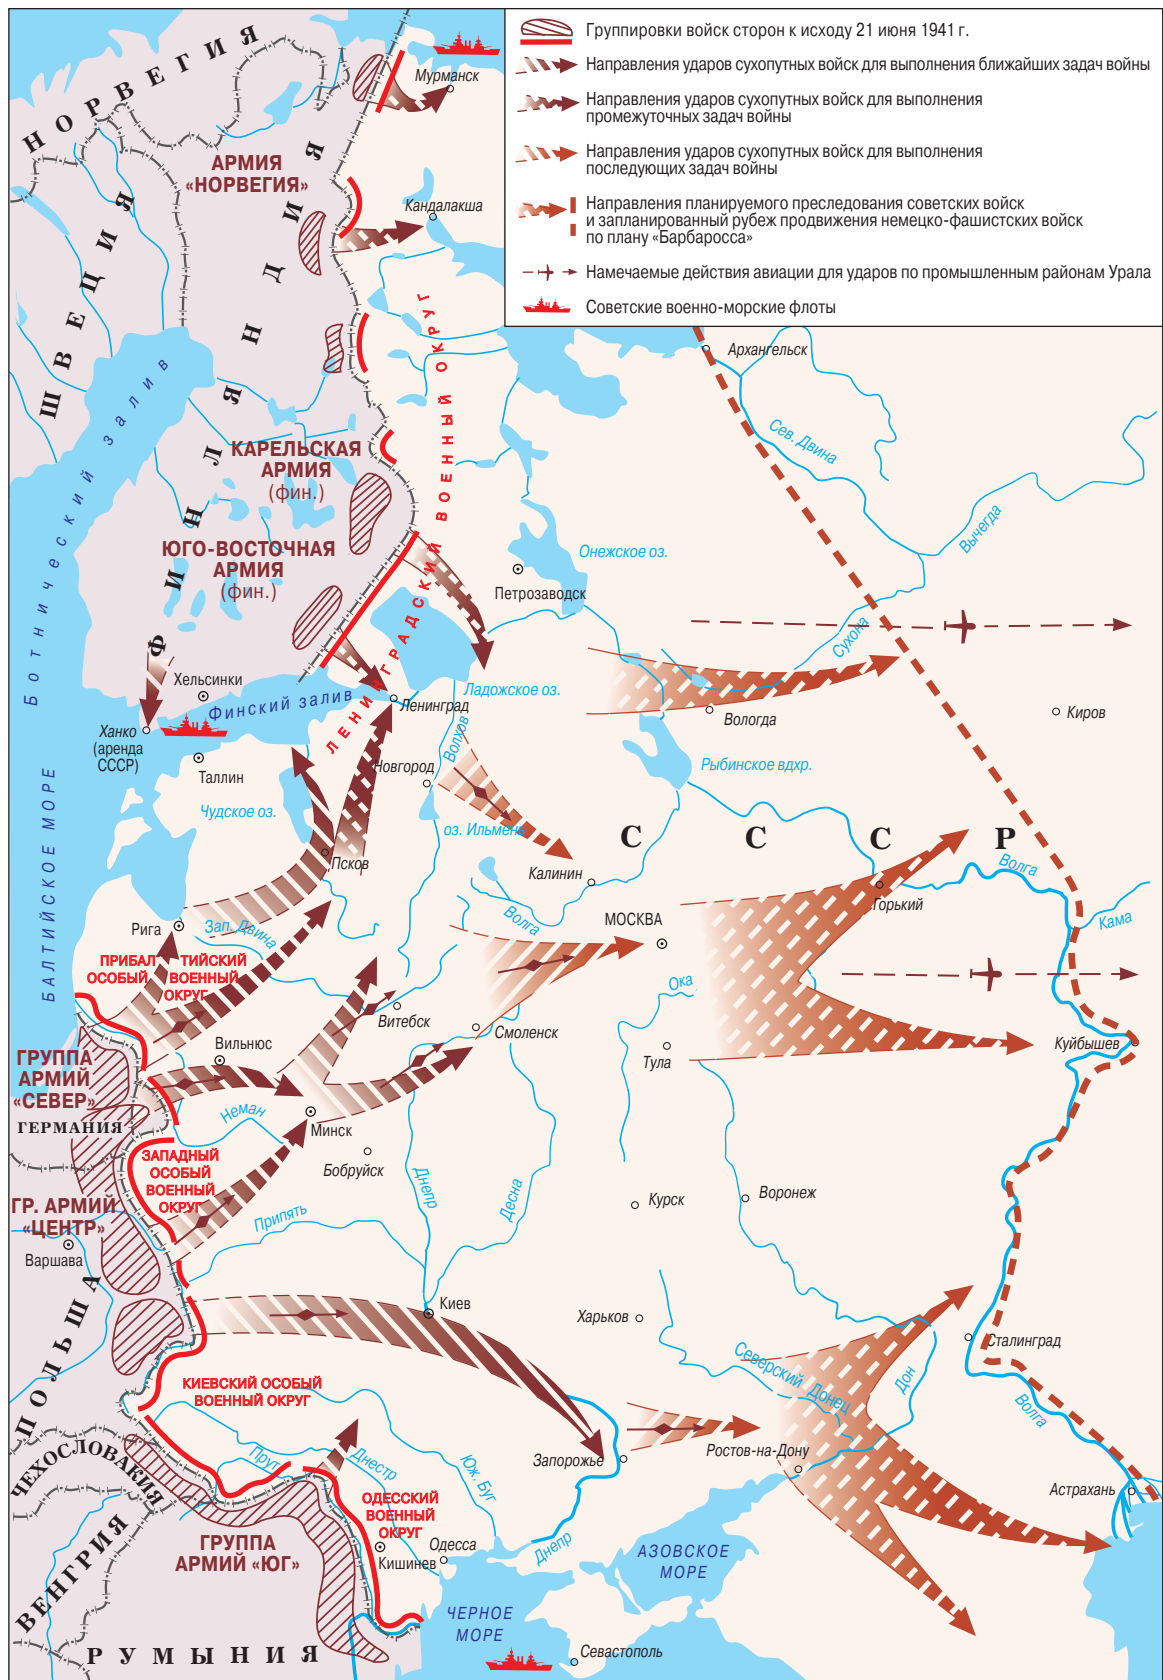 Группировки войск сторон к исходу 21 июня 1941 г.
Направления ударов сухопутных войск для выполнения ближайших задач войны
Направления ударов сухопутных войск для выполнения
промежуточных задач войны
Направления ударов сухопутных войск для выполнения
последующих задач войны
Направления планируемого преследования советских войск
и запланированный рубеж продвижения немецко-фашистских войск
по плану «Барбаросса»
Намечаемые действия авиации для ударов по промышленным районам Урала
Советские военно-морские флоты
НОРВЕГИЯ
Мурманск
АРМИЯ
«НОРВЕГИЯ»
ШВЕЦИЯ
Кандалакша
ФИНЛЯНДИЯ
Архангельск
Сев. Двина
Ботнический залив
КАРЕЛЬСКАЯ
АРМИЯ
(фин.)
ЛЕНИНГРАДСКИЙ ВОЕННЫЙ ОКРУГ
Вычегда
ЮГО-ВОСТОЧНАЯ
АРМИЯ
(фин.)
Онежское оз.
Петрозаводск
Сухона
Хельсинки
Финский залив
Ладожское оз.
Ленинград
Вологда
Киров
Ханко
(аренда
СССР)
Таллин
Волхов
Новгород
Рыбинское вдхр.
Чудское оз.
оз. Ильмень
СССР
Псков
Калинин
Волга
Горький
БАЛТИЙСКОЕ МОРЕ
Рига
Зап. Двина
Волга
МОСКВА
Кама
ПРИБАЛТИЙСКИЙ
ОСОБЫЙ ВОЕННЫЙ
ОКРУГ
Ока
Витебск
Смоленск
Вильнюс
Тула
Куйбышев
ГРУППА
АРМИЙ
«СЕВЕР»
ГЕРМАНИЯ
Неман
Минск
ЗАПАДНЫЙ
ОСОБЫЙ
ВОЕННЫЙ
ОКРУГ
Бобруйск
Днепр
Десна
Курск
Воронеж
ГР. АРМИЙ
«ЦЕНТР»
Припять
Варшава
ПОЛЬША
Киев
Харьков
Сталинград
Северский Донец
Дон
КИЕВСКИЙ ОСОБЫЙ
ВОЕННЫЙ ОКРУГ
Волга
ЧЕХОСЛОВАКИЯ
Прут
Днестр
Юж. Буг
Запорожье
Ростов-на-Дону
Астрахань
ОДЕССКИЙ
ВОЕННЫЙ
ОКРУГ
ГРУППА
АРМИЙ «ЮГ»
Кишинев
Одесса
Днепр
АЗОВСКОЕ
МОРЕ
ВЕНГРИЯ
ЧЕРНОЕ
МОРЕ
РУМЫНИЯ
Севастополь